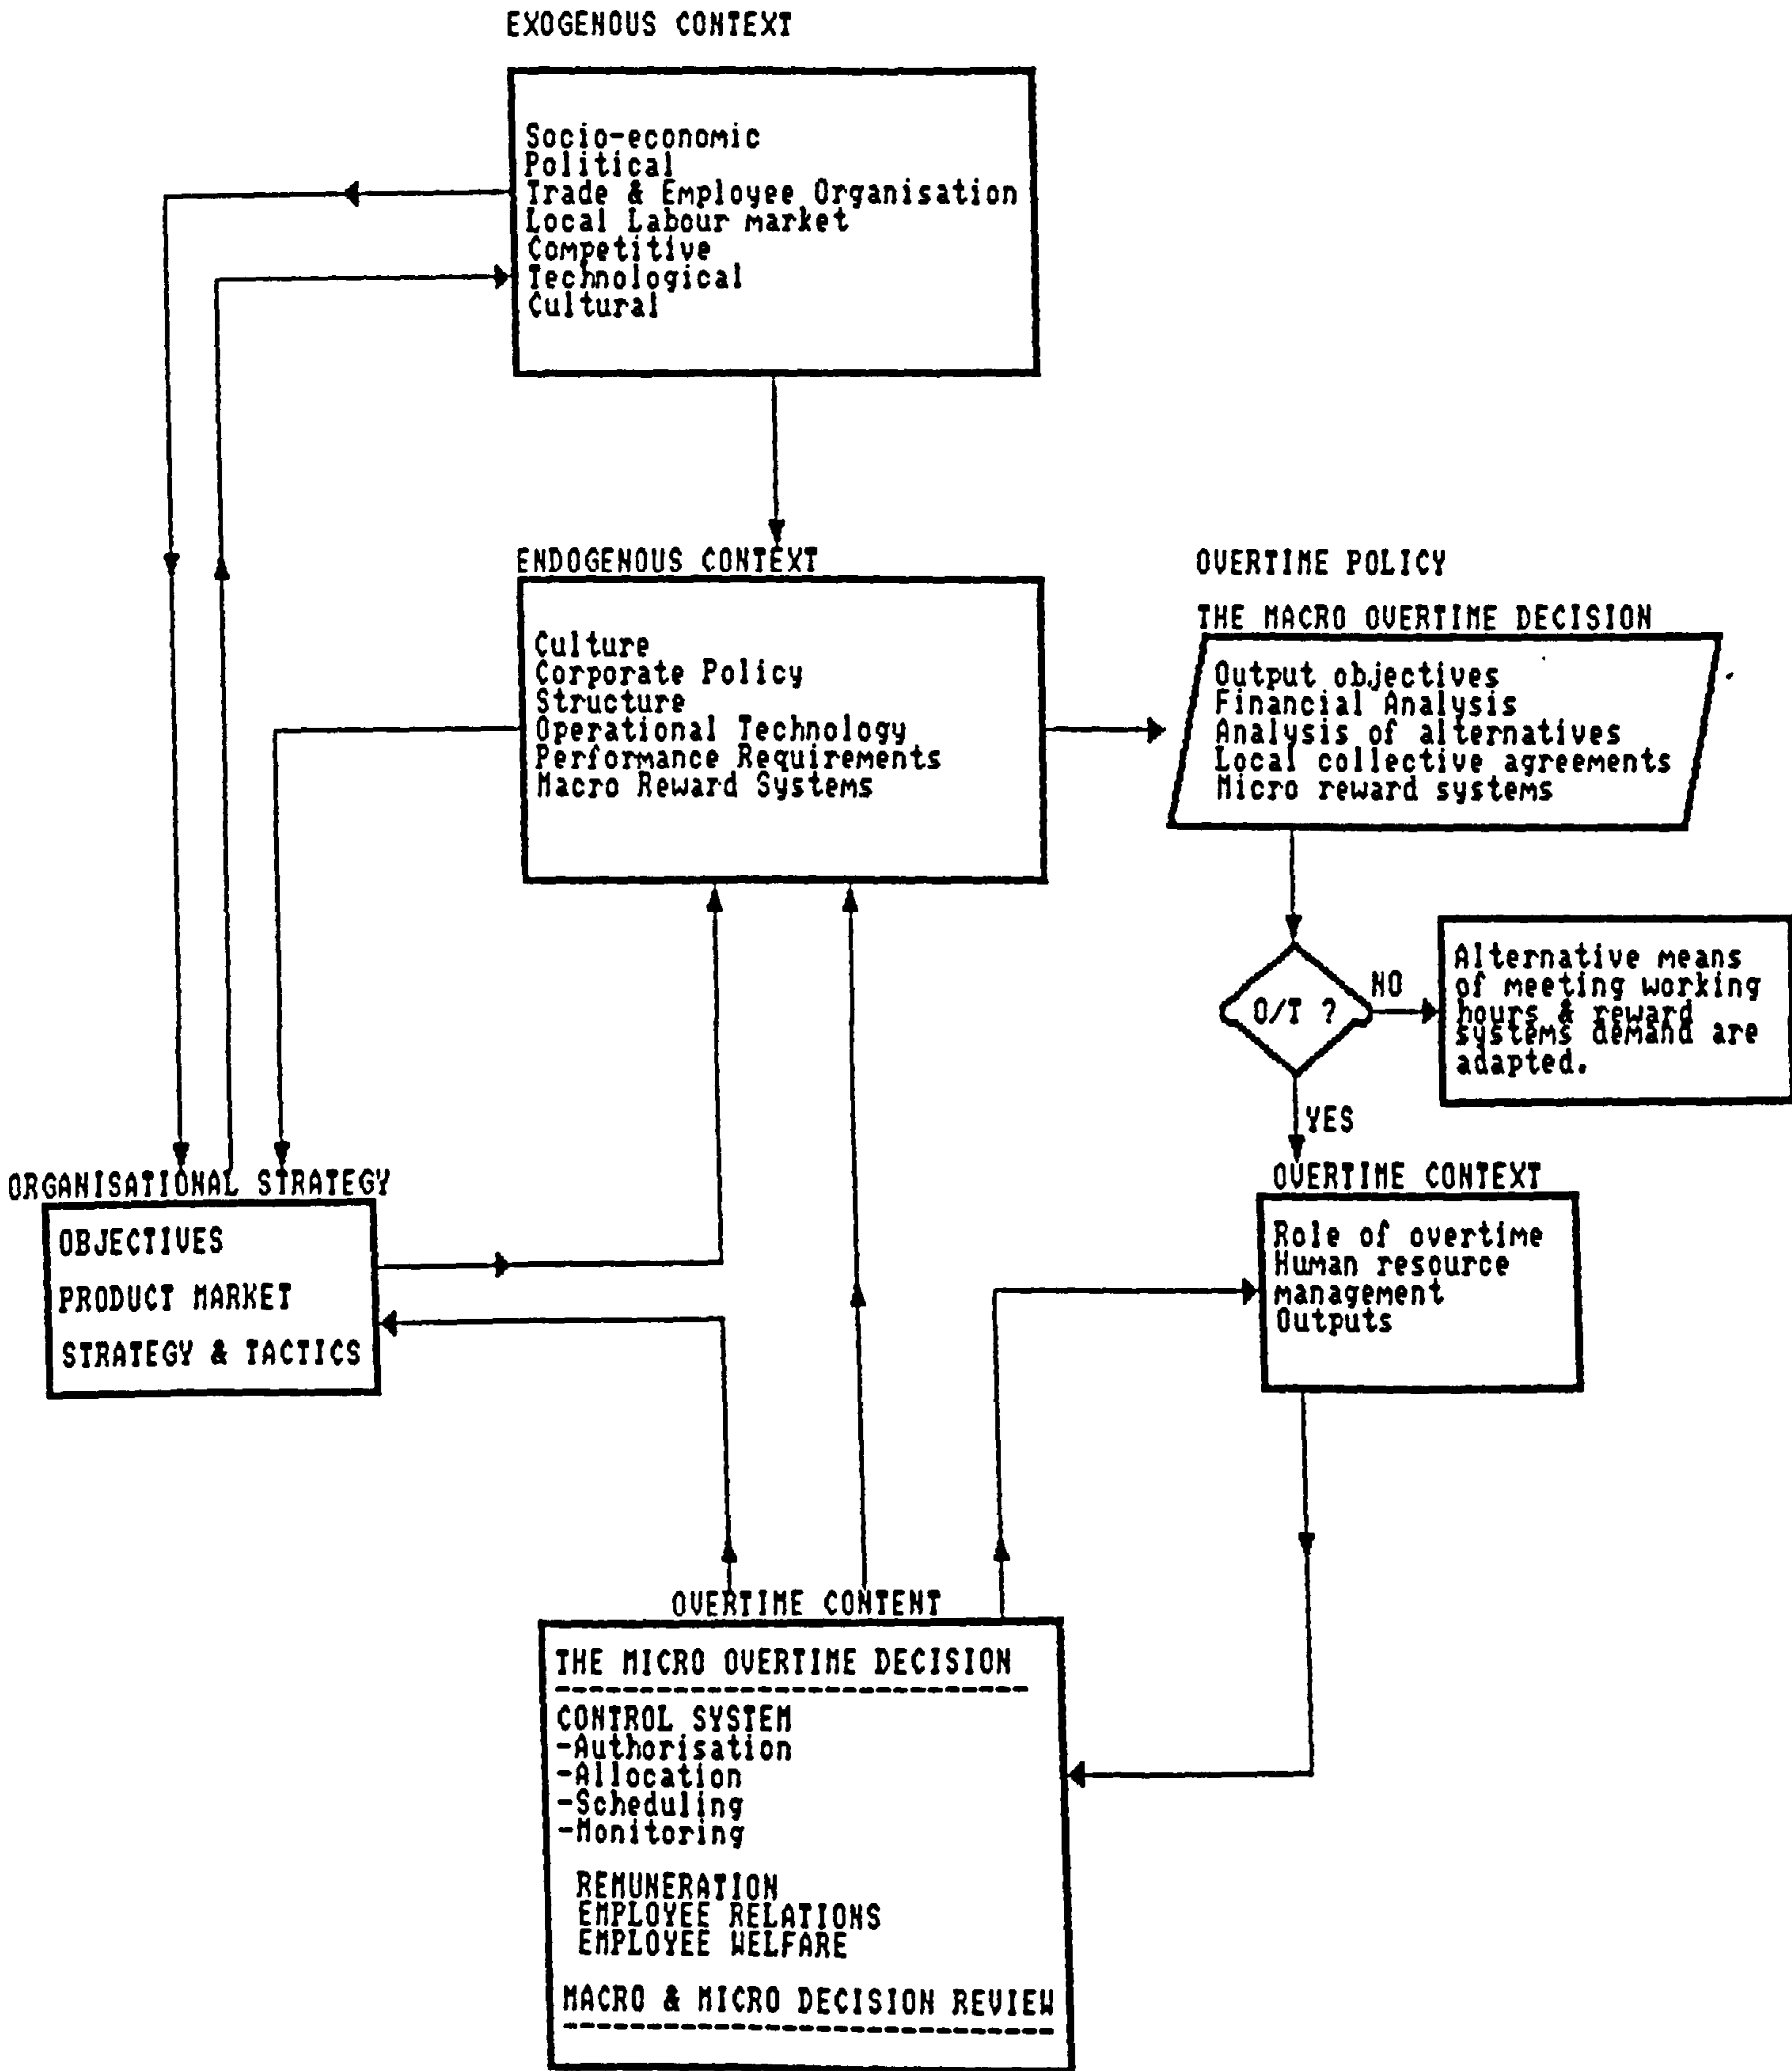 EXOGENOUS CONTEXT
Socio-economic
Political
Trade & Employee Organisation
Local Labour market
Competitive
Technological
Cultural
ENDOGENOUS CONTEXT
Culture
Corporate Policy
Structure
Operational Technology
Performance Requirements
Macro Reward Systems
OVERTIME POLICY
THE MACRO OVERTIME DECISION
Output objectives
Financial Analysis
Analysis of alternatives
Local collective agreements
Micro reward systems
O/T ?
NO
Alternative means
of meeting working
hours & reward
systems demand are
adapted.
YES
ORGANISATIONAL STRATEGY
OBJECTIVES
PRODUCT MARKET
STRATEGY & TACTICS
OVERTIME CONTEXT
Role of overtime
Human resource
management
Outputs
OVERTIME CONTENT
THE MICRO OVERTIME DECISION
CONTROL SYSTEM
-Authorisation
-Allocation
-Scheduling
-Monitoring
REMUNERATION
EMPLOYEE RELATIONS
EMPLOYEE WELFARE
MACRO & MICRO DECISION REVIEW